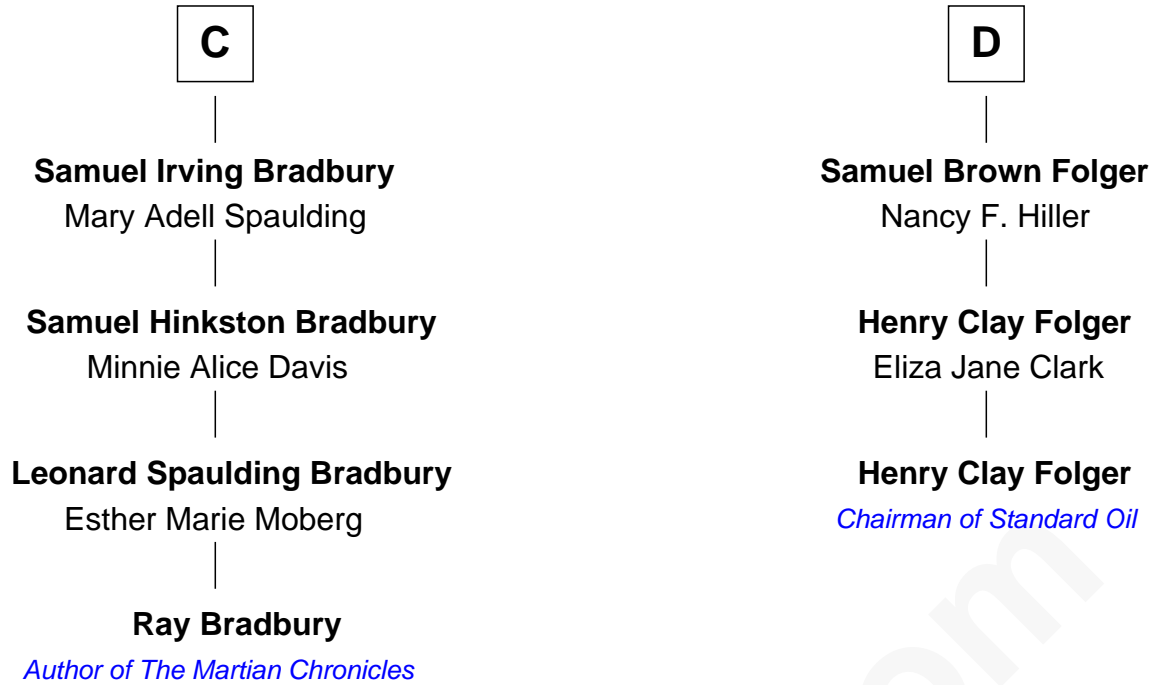 C
Samuel Irving Bradbury
Mary Adell Spaulding
Samuel Hinkston Bradbury
Minnie Alice Davis
Leonard Spaulding Bradbury
Esther Marie Moberg
Ray Bradbury
Author of The Martian Chronicles
D
Samuel Brown Folger
Nancy F. Hiller
Henry Clay Folger
Eliza Jane Clark
Henry Clay Folger
Chairman of Standard Oil
om